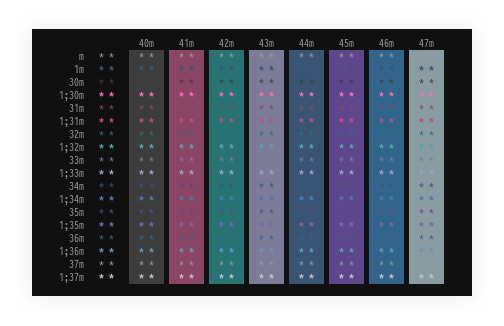 40m 41m 42m 43m 44m 45m 46m 47m
m * * * * * * * * * * * * * * * * * *
1m * * * * * * * * * * * * * * * * * *
30m * * * * * * * * * * * * * * * * * *
1;30m * * * * * * * * * * * * * * * * * *
31m * * * * * * * * * * * * * * * * * *
1;31m * * * * * * * * * * * * * * * * * *
32m * * * * * * * * * * * * * * * * * *
1;32m * * * * * * * * * * * * * * * * * *
33m * * * * * * * * * * * * * * * * * *
1;33m * * * * * * * * * * * * * * * * * *
34m * * * * * * * * * * * * * * * * * *
1;34m * * * * * * * * * * * * * * * * * *
35m * * * * * * * * * * * * * * * * * *
1;35m * * * * * * * * * * * * * * * * * *
36m * * * * * * * * * * * * * * * * * *
1;36m * * * * * * * * * * * * * * * * * *
37m * * * * * * * * * * * * * * * * * *
1;37m * * * * * * * * * * * * * * * * * *